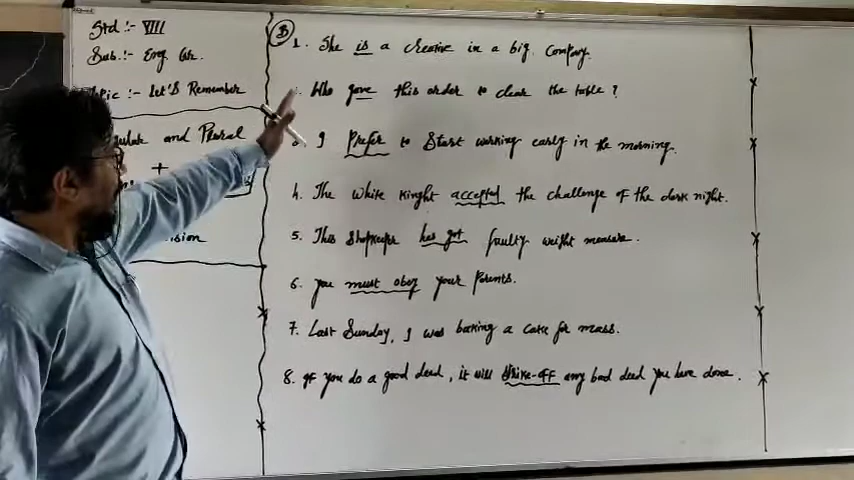 Std :- VIII
Sub. :- Eng. Gr.
:- Let's Remember
and Plural
+
B
1. She is a creative in a big company.
Who gave this order to clear the table ?
I Prefer to Start working early in the morning.
4. The White Knight accepted the challenge of the dark night.
5. This Shopkeeper has got faulty weight measure.
6. You must obey your Parents.
7. Last Sunday, I was baking a cake for mass.
8. If you do a good deed, it will Strike-off any bad deed you have done.